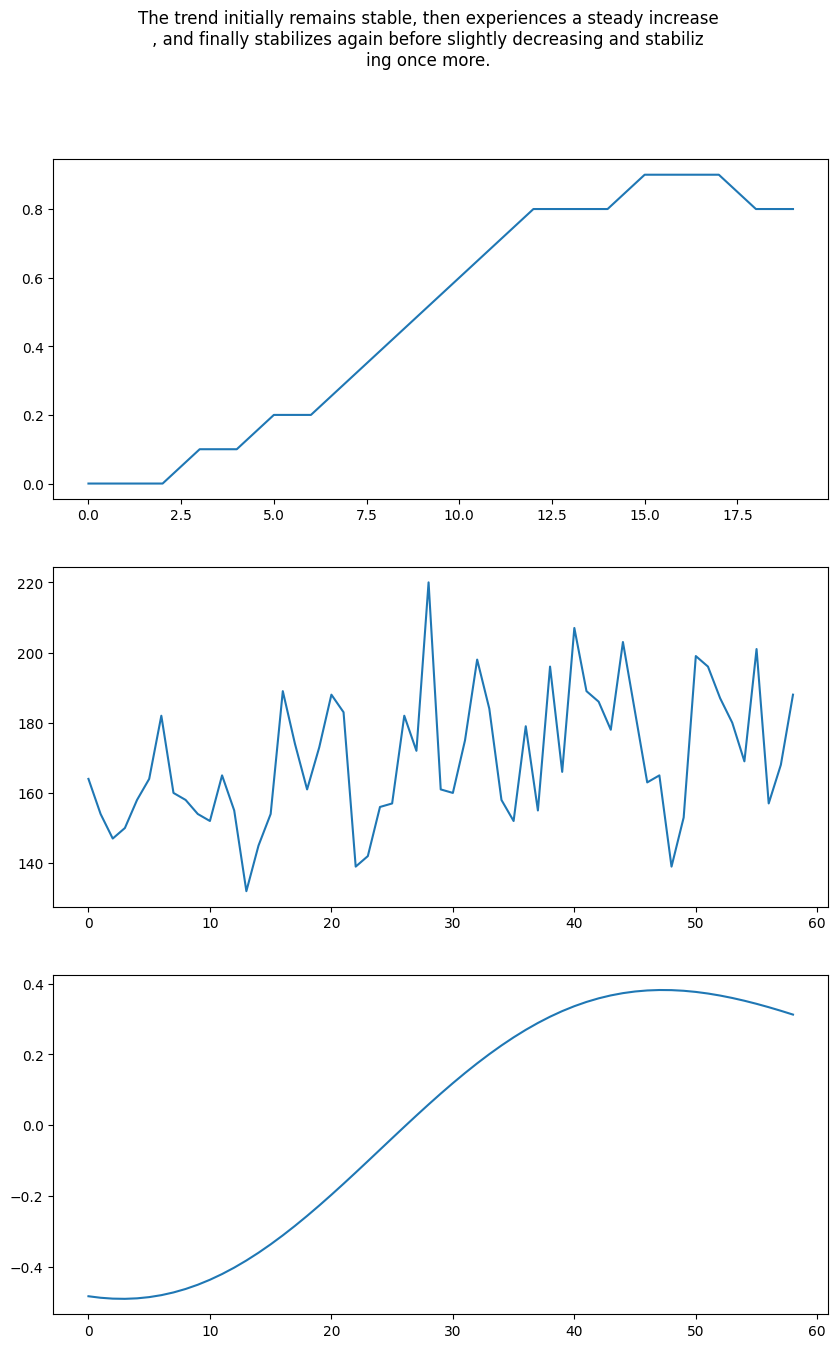 The trend initially remains stable, then experiences a steady increase
, and finally stabilizes again before slightly decreasing and stabiliz
ing once more.
0.8
0.6
0.4
0.2
0.0
0.0 2.5 5.0 7.5 10.0 12.5 15.0 17.5
220
200
180
160
140
0 10 20 30 40 50 60
0.4
0.2
0.0
−0.2
−0.4
0 10 20 30 40 50 60